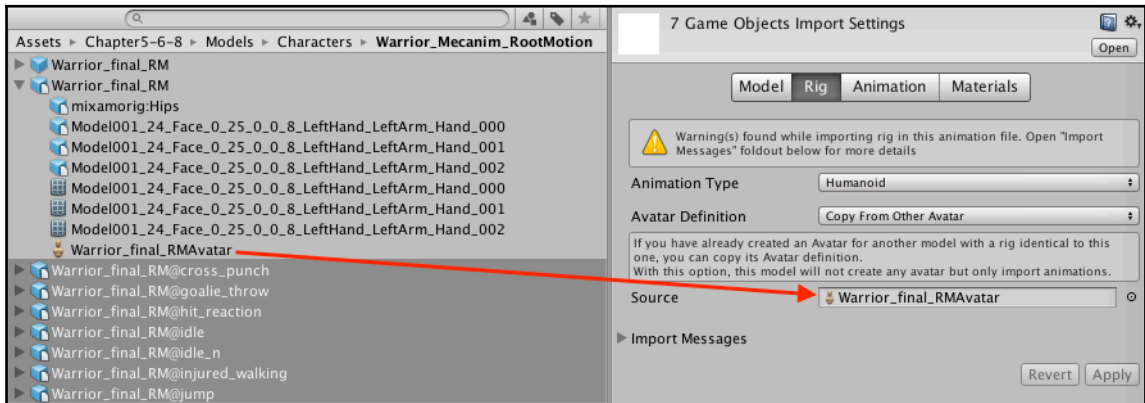 Assets ▸ Chapter5-6-8 ▸ Models ▸ Characters ▸ Warrior_Mecanim_RootMotion
Warrior_final_RM
Warrior_final_RM
mixamorig:Hips
Model001_24_Face_0_25_0_0_8_LeftHand_LeftArm_Hand_000
Model001_24_Face_0_25_0_0_8_LeftHand_LeftArm_Hand_001
Model001_24_Face_0_25_0_0_8_LeftHand_LeftArm_Hand_002
Model001_24_Face_0_25_0_0_8_LeftHand_LeftArm_Hand_000
Model001_24_Face_0_25_0_0_8_LeftHand_LeftArm_Hand_001
Model001_24_Face_0_25_0_0_8_LeftHand_LeftArm_Hand_002
Warrior_final_RMAvatar
Warrior_final_RM@cross_punch
Warrior_final_RM@goalie_throw
Warrior_final_RM@hit_reaction
Warrior_final_RM@idle
Warrior_final_RM@idle_n
Warrior_final_RM@injured_walking
Warrior_final_RM@jump
7 Game Objects Import Settings
Open
Model Rig Animation Materials
Warning(s) found while importing rig in this animation file. Open "Import
Messages" foldout below for more details
Animation Type Humanoid
Avatar Definition Copy From Other Avatar
If you have already created an Avatar for another model with a rig identical to this
one, you can copy its Avatar definition.
With this option, this model will not create any avatar but only import animations.
Source Warrior_final_RMAvatar
Import Messages
Revert Apply